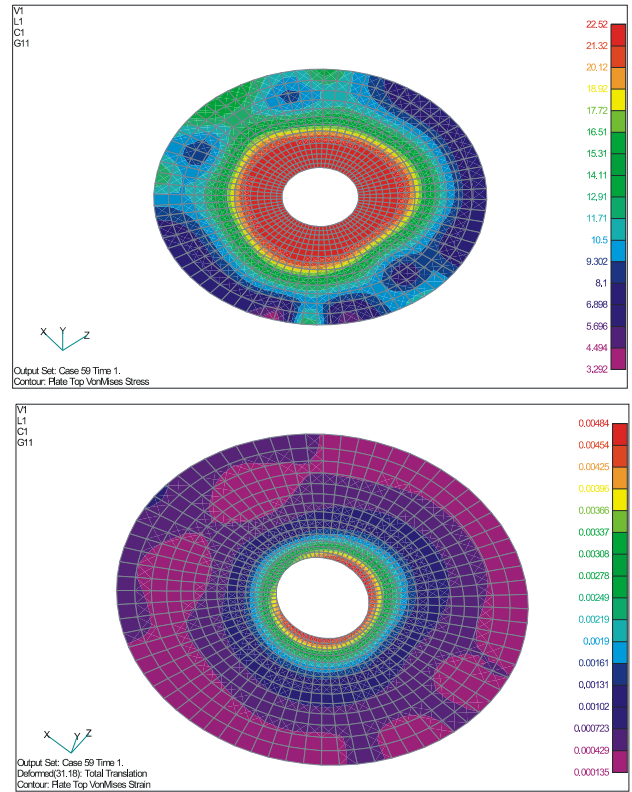 V1
L1
C1
G11
22.52
21.32
20.12
18.92
17.72
16.51
15.31
14.11
12.91
11.71
10.5
9.302
8.1
6.898
5.696
4.494
3.292
X Y Z
Output Set: Case 59 Time 1.
Contour: Plate Top VonMises Stress
V1
L1
C1
G11
0.00484
0.00454
0.00425
0.00396
0.00366
0.00337
0.00308
0.00278
0.00249
0.00219
0.0019
0.00161
0.00131
0.00102
0.000723
0.000429
0.000135
X Y Z
Output Set: Case 59 Time 1.
Deformed(31.18): Total Translation
Contour: Plate Top VonMises Strain